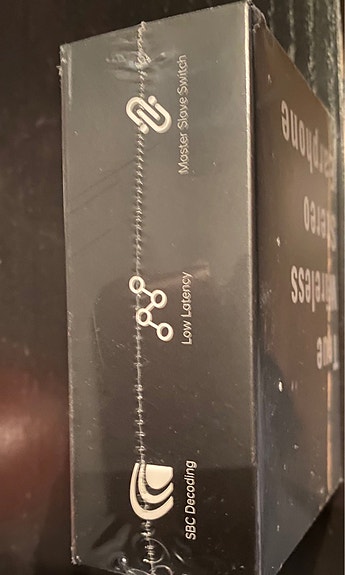 Master Slave Switch
Low Latency
SBC Decoding
True
Wireless
Stereo
Earphone